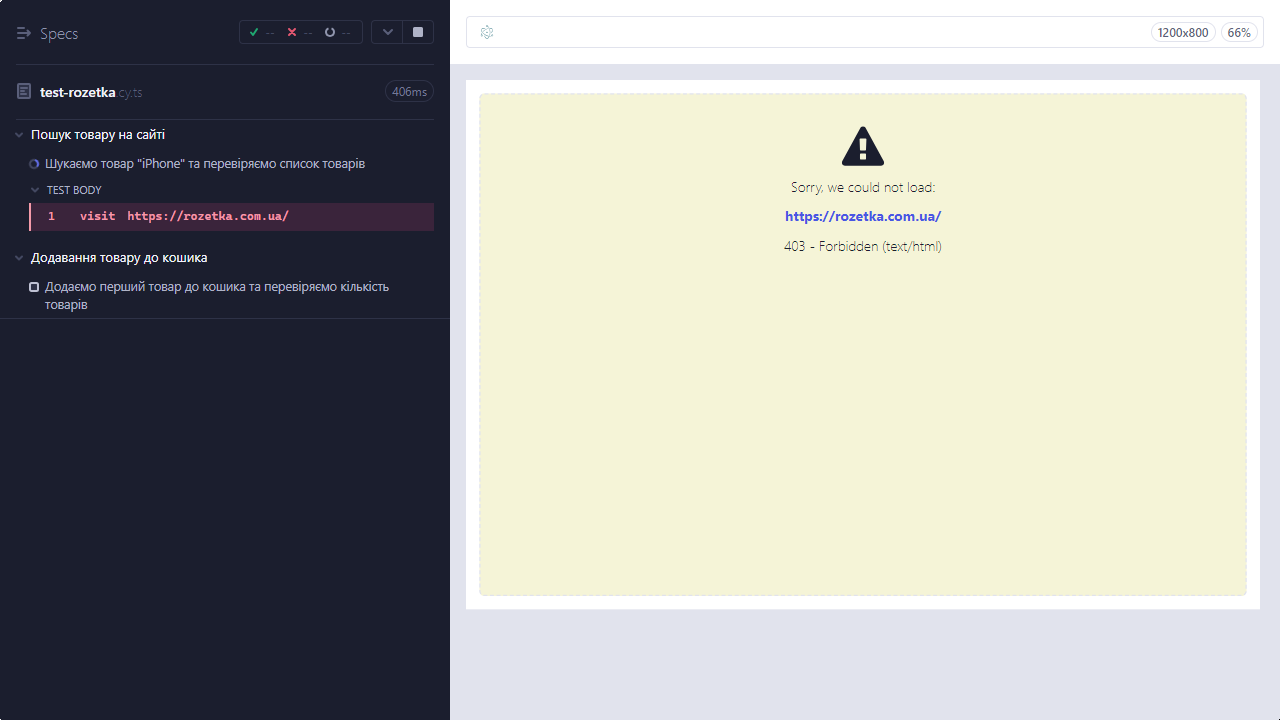 Specs
-- -- --
test-rozetka.cy.ts
406ms
Пошук товару на сайті
Шукаємо товар "iPhone" та перевіряємо список товарів
TEST BODY
1 visit https://rozetka.com.ua/
Додавання товару до кошика
Додаємо перший товар до кошика та перевіряємо кількість
товарів
1200x800
66%
Sorry, we could not load:
https://rozetka.com.ua/
403 - Forbidden (text/html)